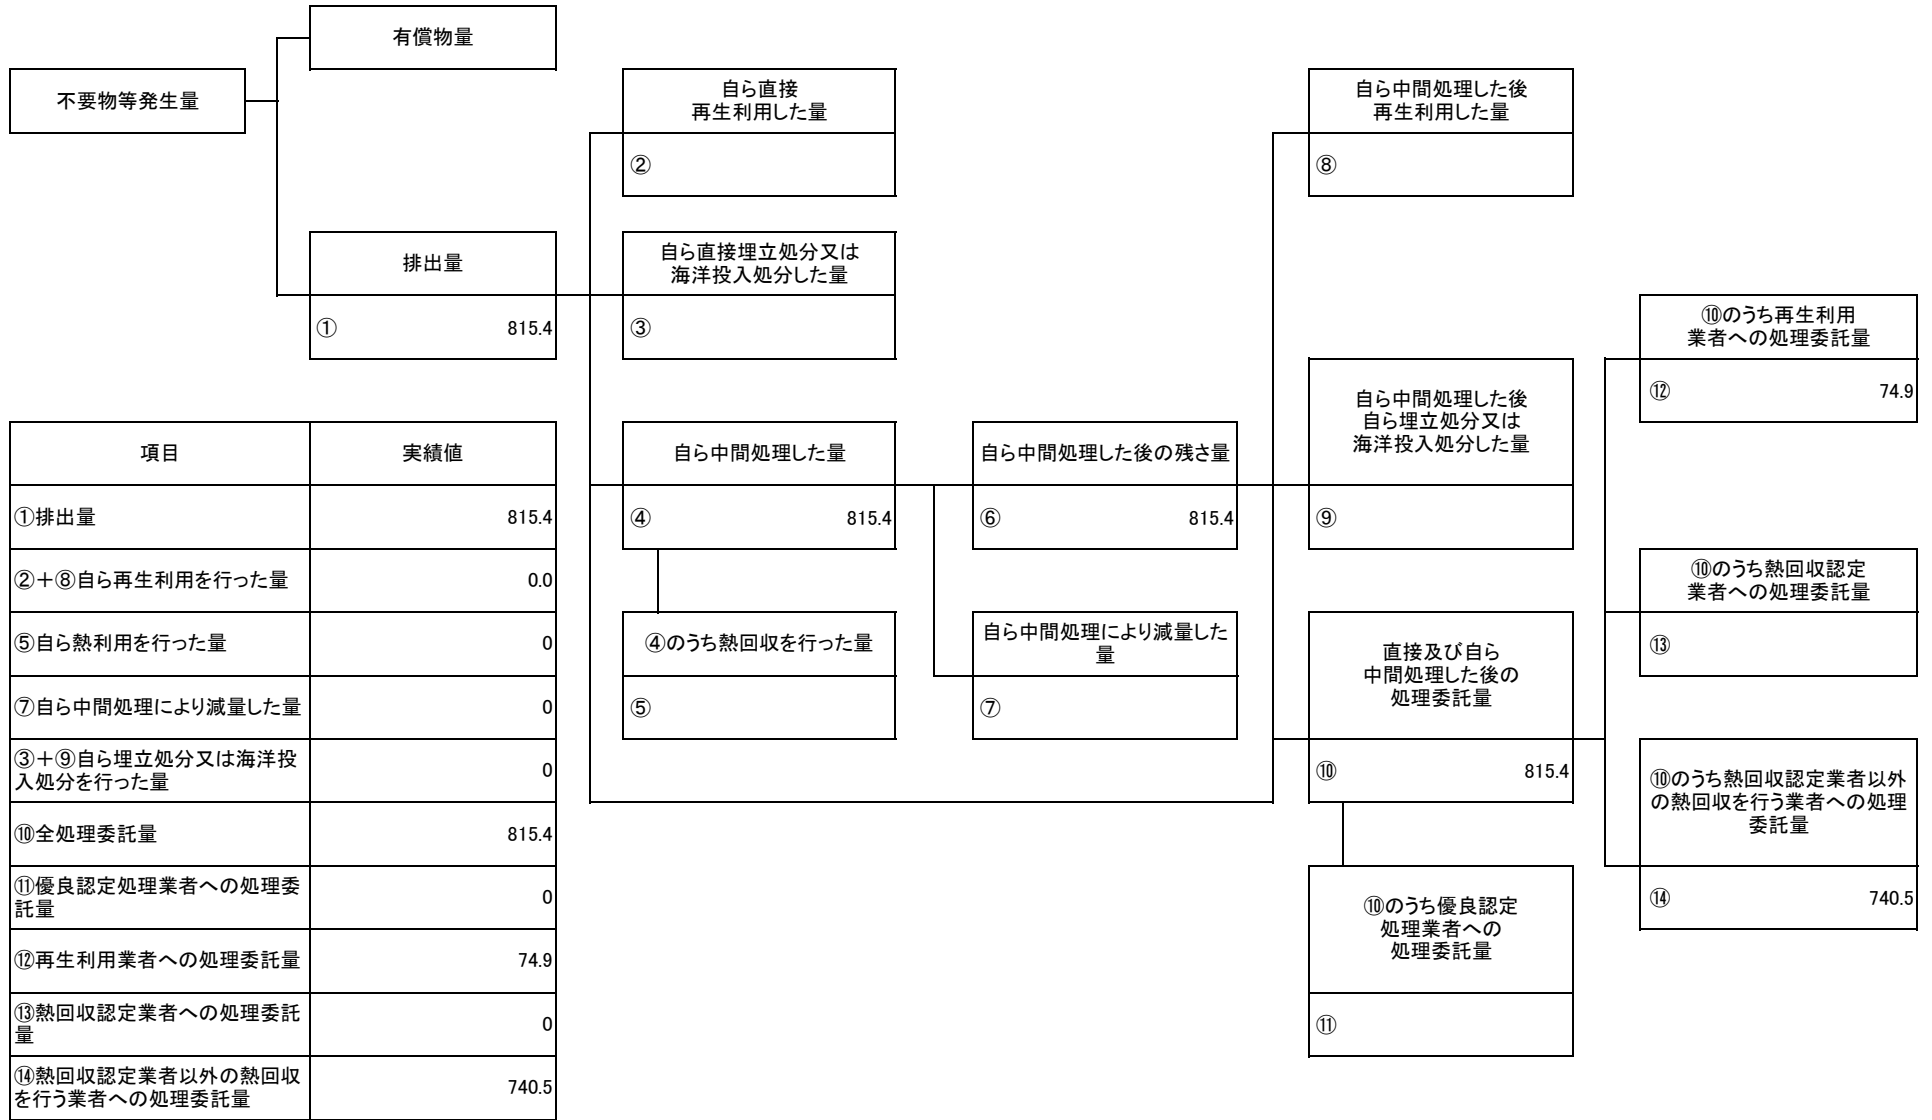 有償物量
不要物等発生量
自ら直接
再生利用した量
②
自ら中間処理した後
再生利用した量
⑧
排出量
① 815.4
自ら直接埋立処分又は
海洋投入処分した量
③
⑩のうち再生利用
業者への処理委託量
⑫ 74.9
自ら中間処理した後
自ら埋立処分又は
海洋投入処分した量
⑨
自ら中間処理した量
④ 815.4
自ら中間処理した後の残さ量
⑥ 815.4
⑩のうち熱回収認定
業者への処理委託量
⑬
④のうち熱回収を行った量
⑤
自ら中間処理により減量した
量
⑦
直接及び自ら
中間処理した後の
処理委託量
⑩ 815.4
⑩のうち熱回収認定業者以外
の熱回収を行う業者への処理
委託量
⑭ 740.5
⑩のうち優良認定
処理業者への
処理委託量
⑪
項目 実績値
①排出量 815.4
②＋⑧自ら再生利用を行った量 0.0
⑤自ら熱利用を行った量 0
⑦自ら中間処理により減量した量 0
③＋⑨自ら埋立処分又は海洋投
入処分を行った量 0
⑩全処理委託量 815.4
⑪優良認定処理業者への処理委
託量 0
⑫再生利用業者への処理委託量 74.9
⑬熱回収認定業者への処理委託
量 0
⑭熱回収認定業者以外の熱回収
を行う業者への処理委託量 740.5